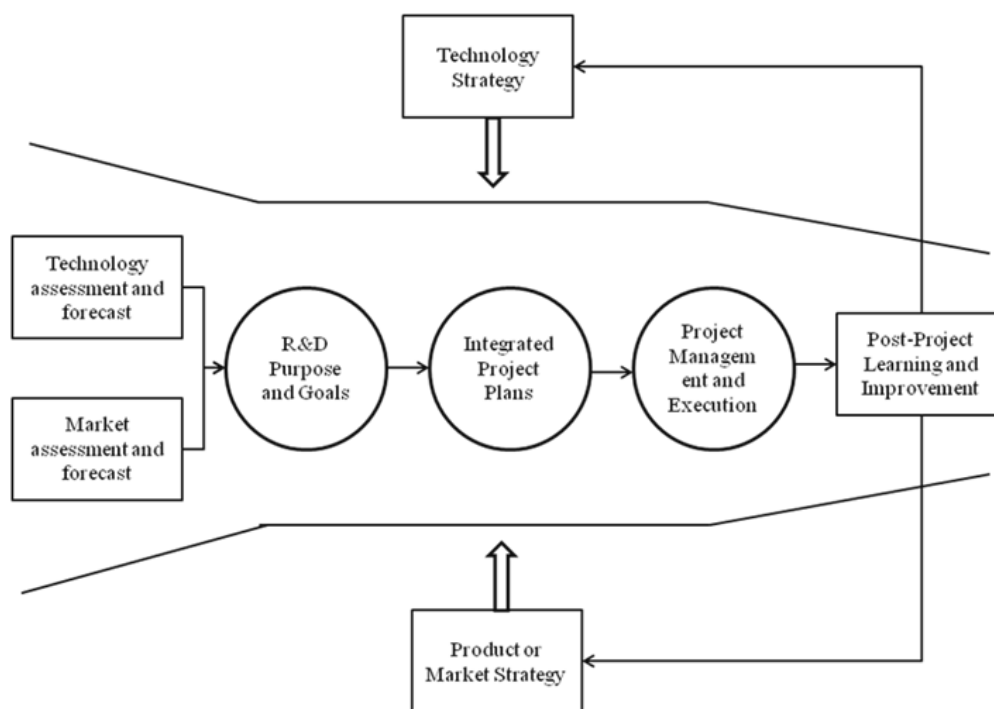 Technology
Strategy
Technology
assessment and
forecast
Market
assessment and
forecast
R&D
Purpose
and Goals
Integrated
Project
Plans
Project
Managem
ent and
Execution
Post-Project
Learning and
Improvement
Product or
Market Strategy